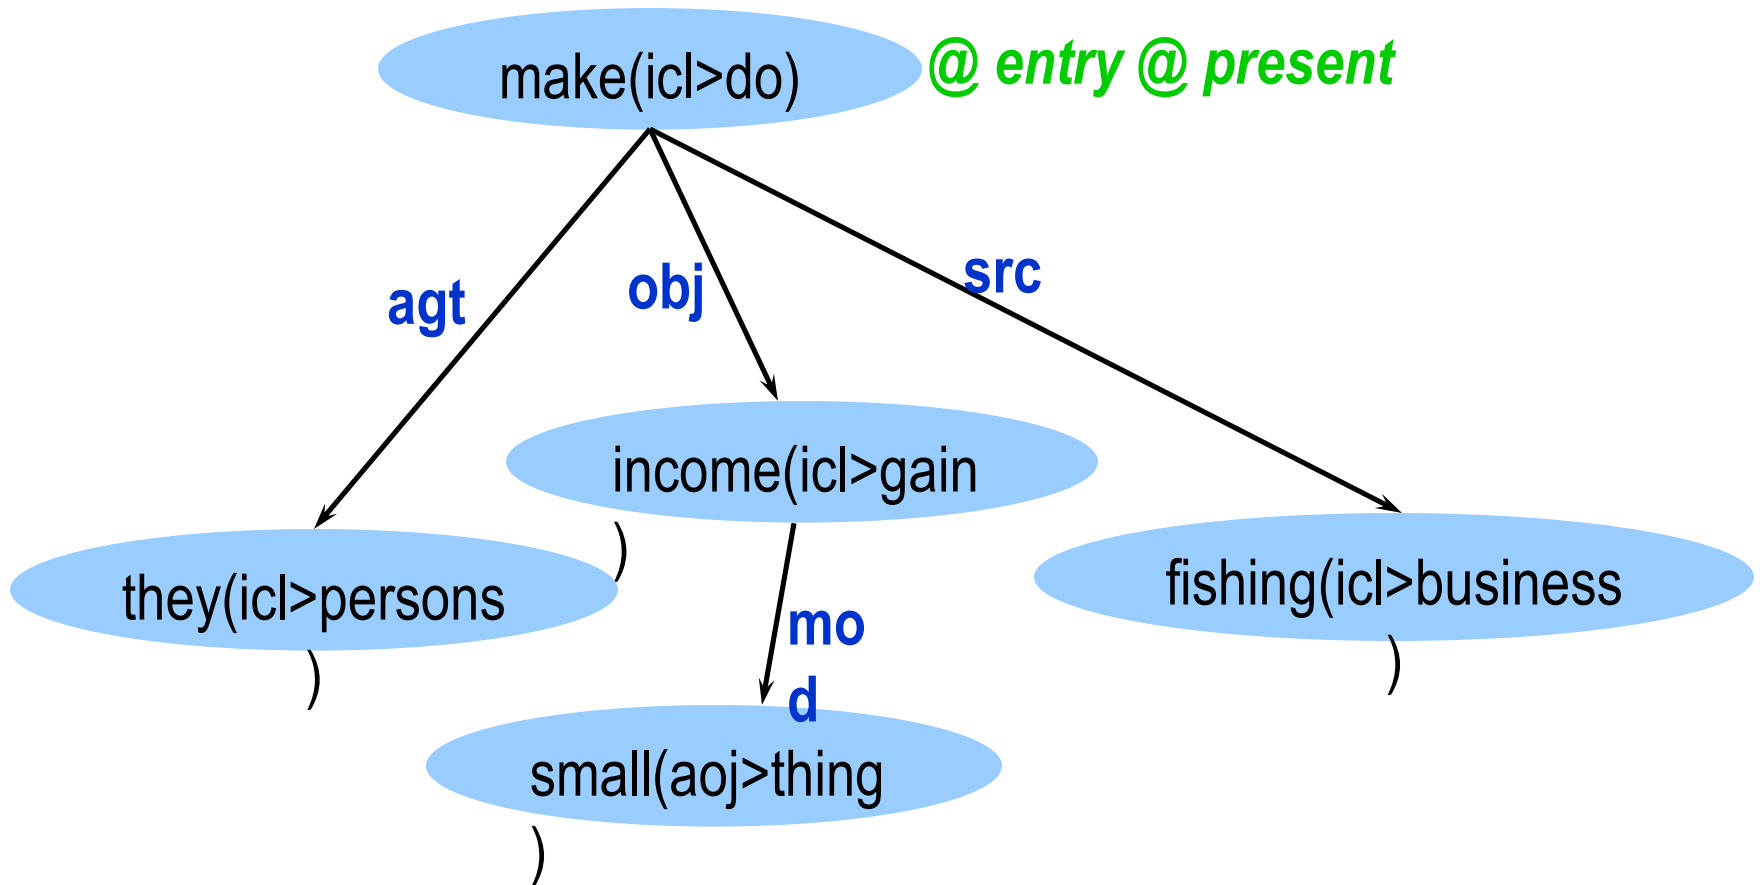 make(icl>do)
@ entry @ present
agt
obj
src
income(icl>gain
)
they(icl>persons
)
fishing(icl>business
)
mo
d
small(aoj>thing
)